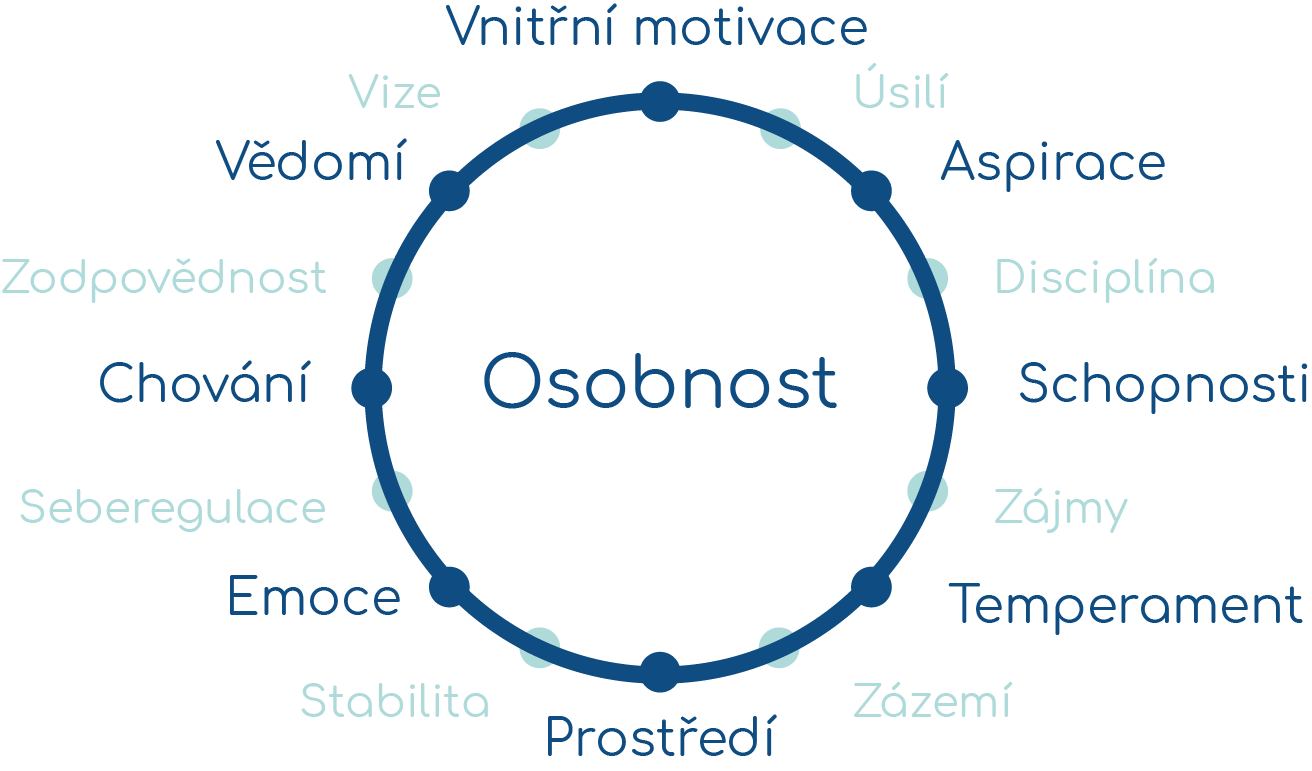 Vnitřní motivace
Vize
Úsilí
Vědomí
Aspirace
Zodpovědnost
Disciplína
Chování
Osobnost
Schopnosti
Seberegulace
Zájmy
Emoce
Temperament
Stabilita
Zázemí
Prostředí